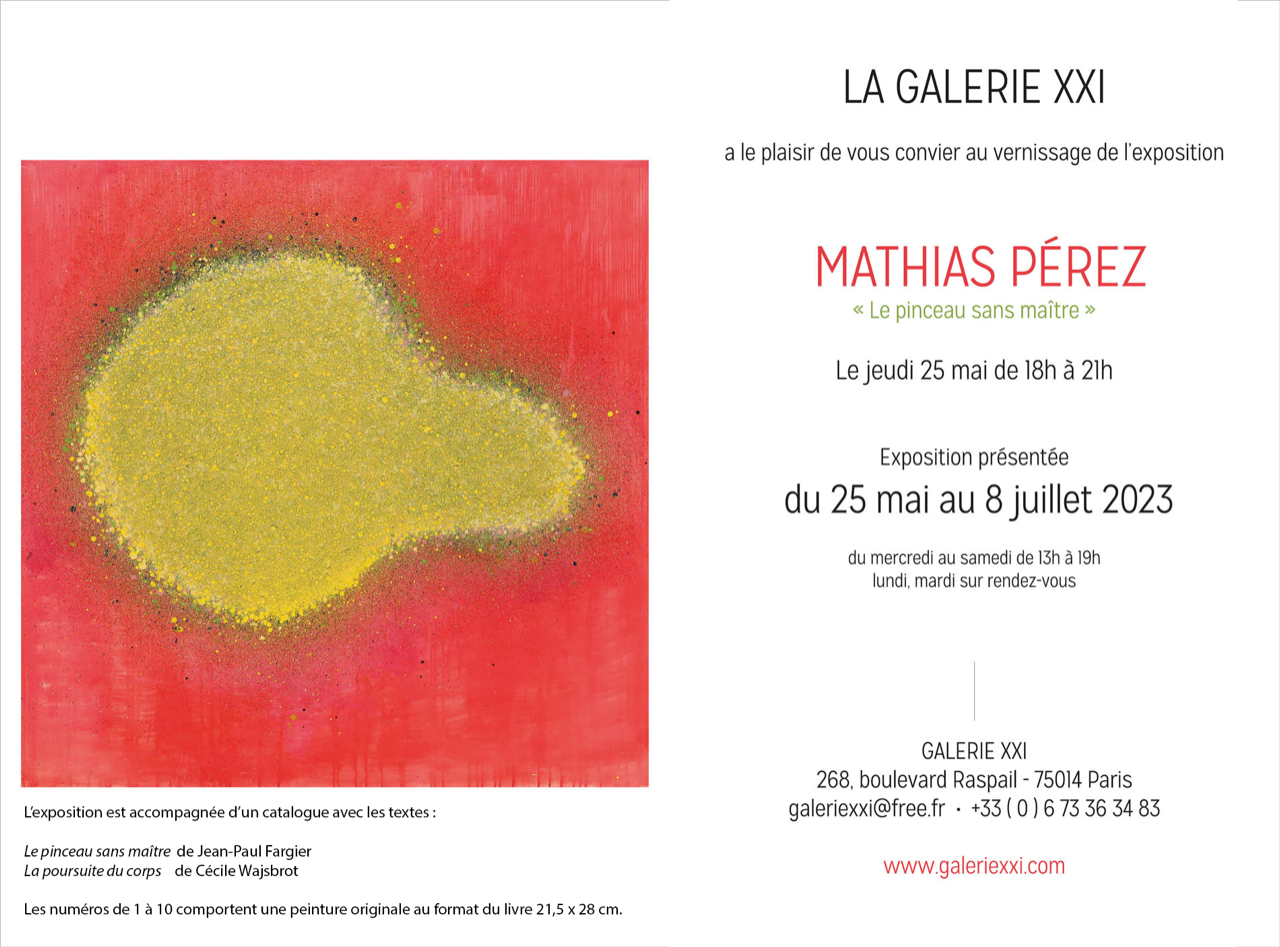 LA GALERIE XXI
a le plaisir de vous convier au vernissage de l'exposition
MATHIAS PÉREZ
« Le pinceau sans maître »
Le jeudi 25 mai de 18h à 21h
Exposition présentée
du 25 mai au 8 juillet 2023
du mercredi au samedi de 13h à 19h
lundi, mardi sur rendez-vous
GALERIE XXI
268, boulevard Raspail - 75014 Paris
galeriexxi@free.fr • +33 ( 0 ) 6 73 36 34 83
www.galeriexxi.com
L’exposition est accompagnée d’un catalogue avec les textes :
Le pinceau sans maître de Jean-Paul Fargier
La poursuite du corps de Cécile Wajsbrot
Les numéros de 1 à 10 comportent une peinture originale au format du livre 21,5 x 28 cm.